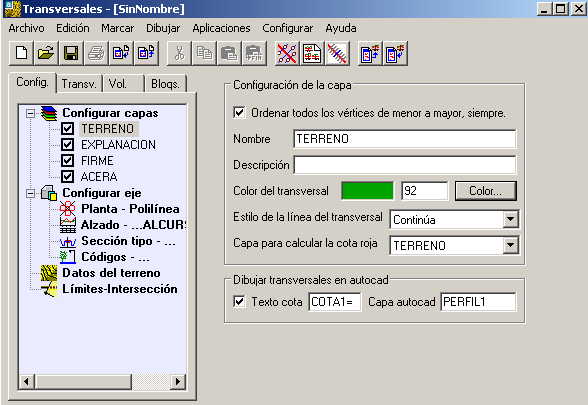 Transversales - [SinNombre]
Archivo Edición Marcar Dibujar Aplicaciones Configurar Ayuda
Config. Transv. Vol. Bloqs.
Configurar capas
TERRENO
EXPLANACION
FIRME
ACERA
Configurar eje
Planta - Polilínea
Alzado - ...ALCUR
Sección tipo - ...
Códigos - ...
Datos del terreno
Límites-Intersección
Configuración de la capa
Ordenar todos los vértices de menor a mayor, siempre.
Nombre TERRENO
Descripción
Color del transversal 92 Color...
Estilo de la línea del transversal Continúa
Capa para calcular la cota roja TERRENO
Dibujar transversales en autocad
Texto cota COTA1= Capa autocad PERFIL1